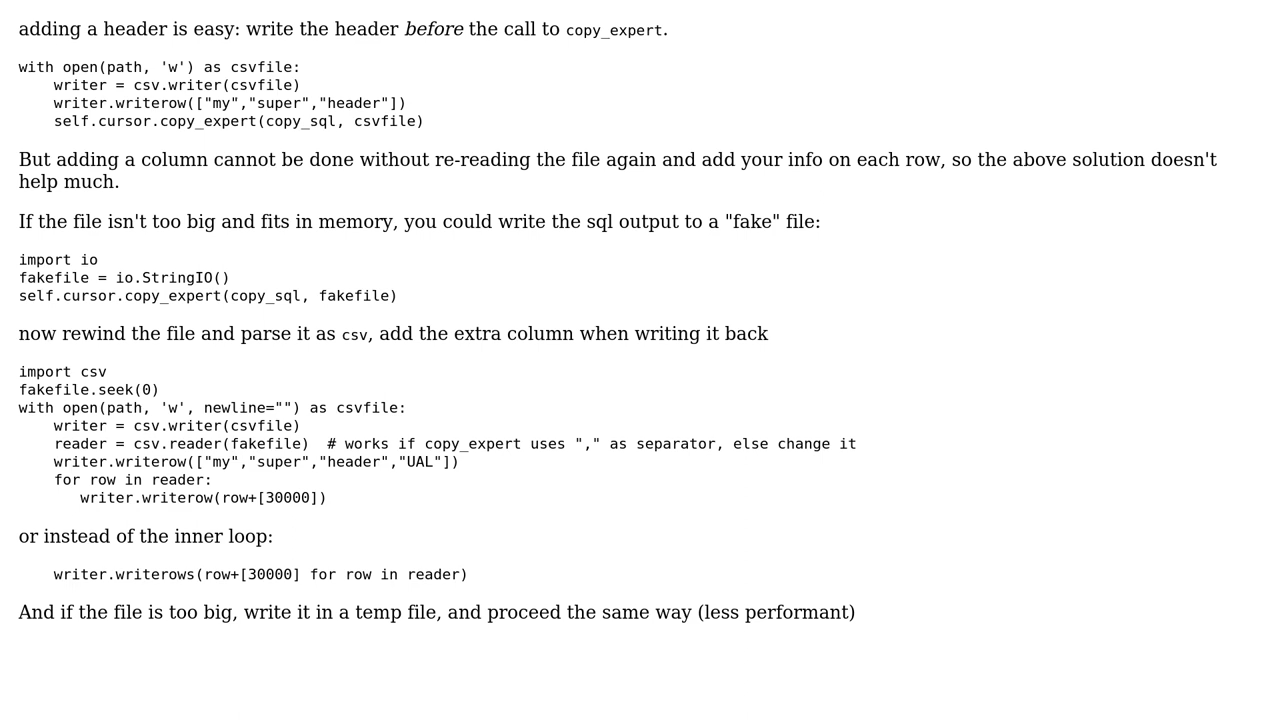 adding a header is easy: write the header before the call to copy_expert.
with open(path, 'w') as csvfile:
    writer = csv.writer(csvfile)
    writer.writerow(["my","super","header"])
    self.cursor.copy_expert(copy_sql, csvfile)
But adding a column cannot be done without re-reading the file again and add your info on each row, so the above solution doesn't
help much.
If the file isn't too big and fits in memory, you could write the sql output to a "fake" file:
import io
fakefile = io.StringIO()
self.cursor.copy_expert(copy_sql, fakefile)
now rewind the file and parse it as csv, add the extra column when writing it back
import csv
fakefile.seek(0)
with open(path, 'w', newline="") as csvfile:
    writer = csv.writer(csvfile)
    reader = csv.reader(fakefile)  # works if copy_expert uses "," as separator, else change it
    writer.writerow(["my","super","header","UAL"])
    for row in reader:
       writer.writerow(row+[30000])
or instead of the inner loop:
    writer.writerows(row+[30000] for row in reader)
And if the file is too big, write it in a temp file, and proceed the same way (less performant)